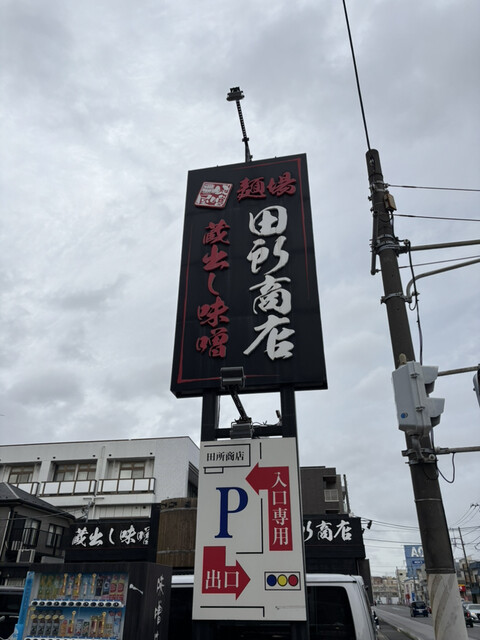 麺場
田所商店
蔵出し味噌
田所商店
P
入口専用
出口
蔵出し味
所商店
味噌